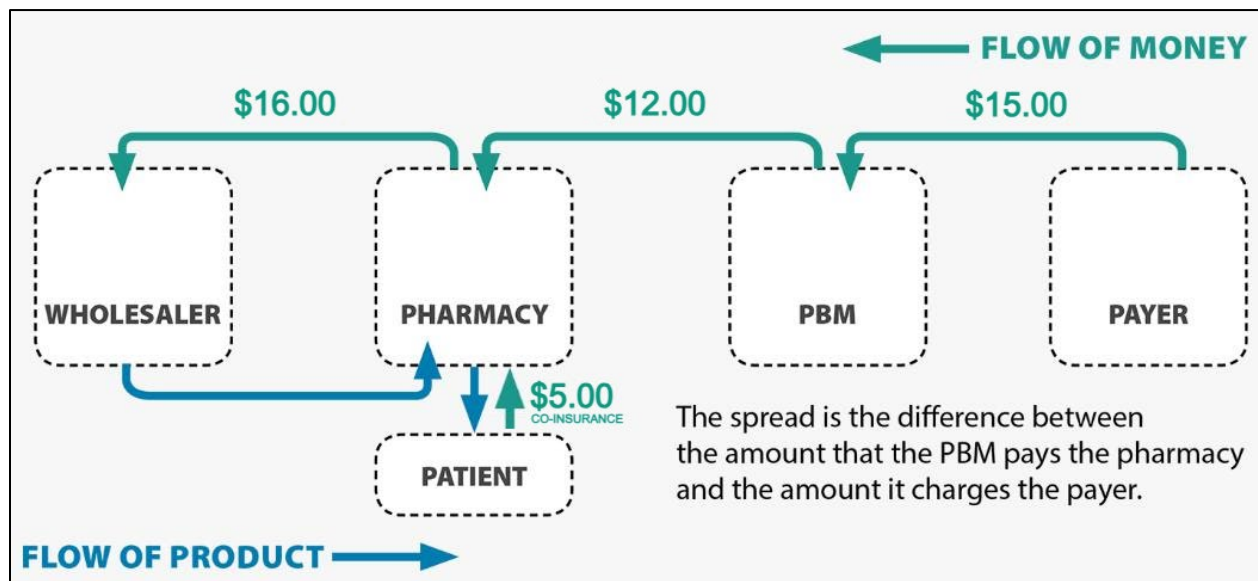 FLOW OF MONEY
$16.00
$12.00
$15.00
WHOLESALER
PHARMACY
PBM
PAYER
$5.00
CO-INSURANCE
The spread is the difference between
the amount that the PBM pays the pharmacy
and the amount it charges the payer.
PATIENT
FLOW OF PRODUCT